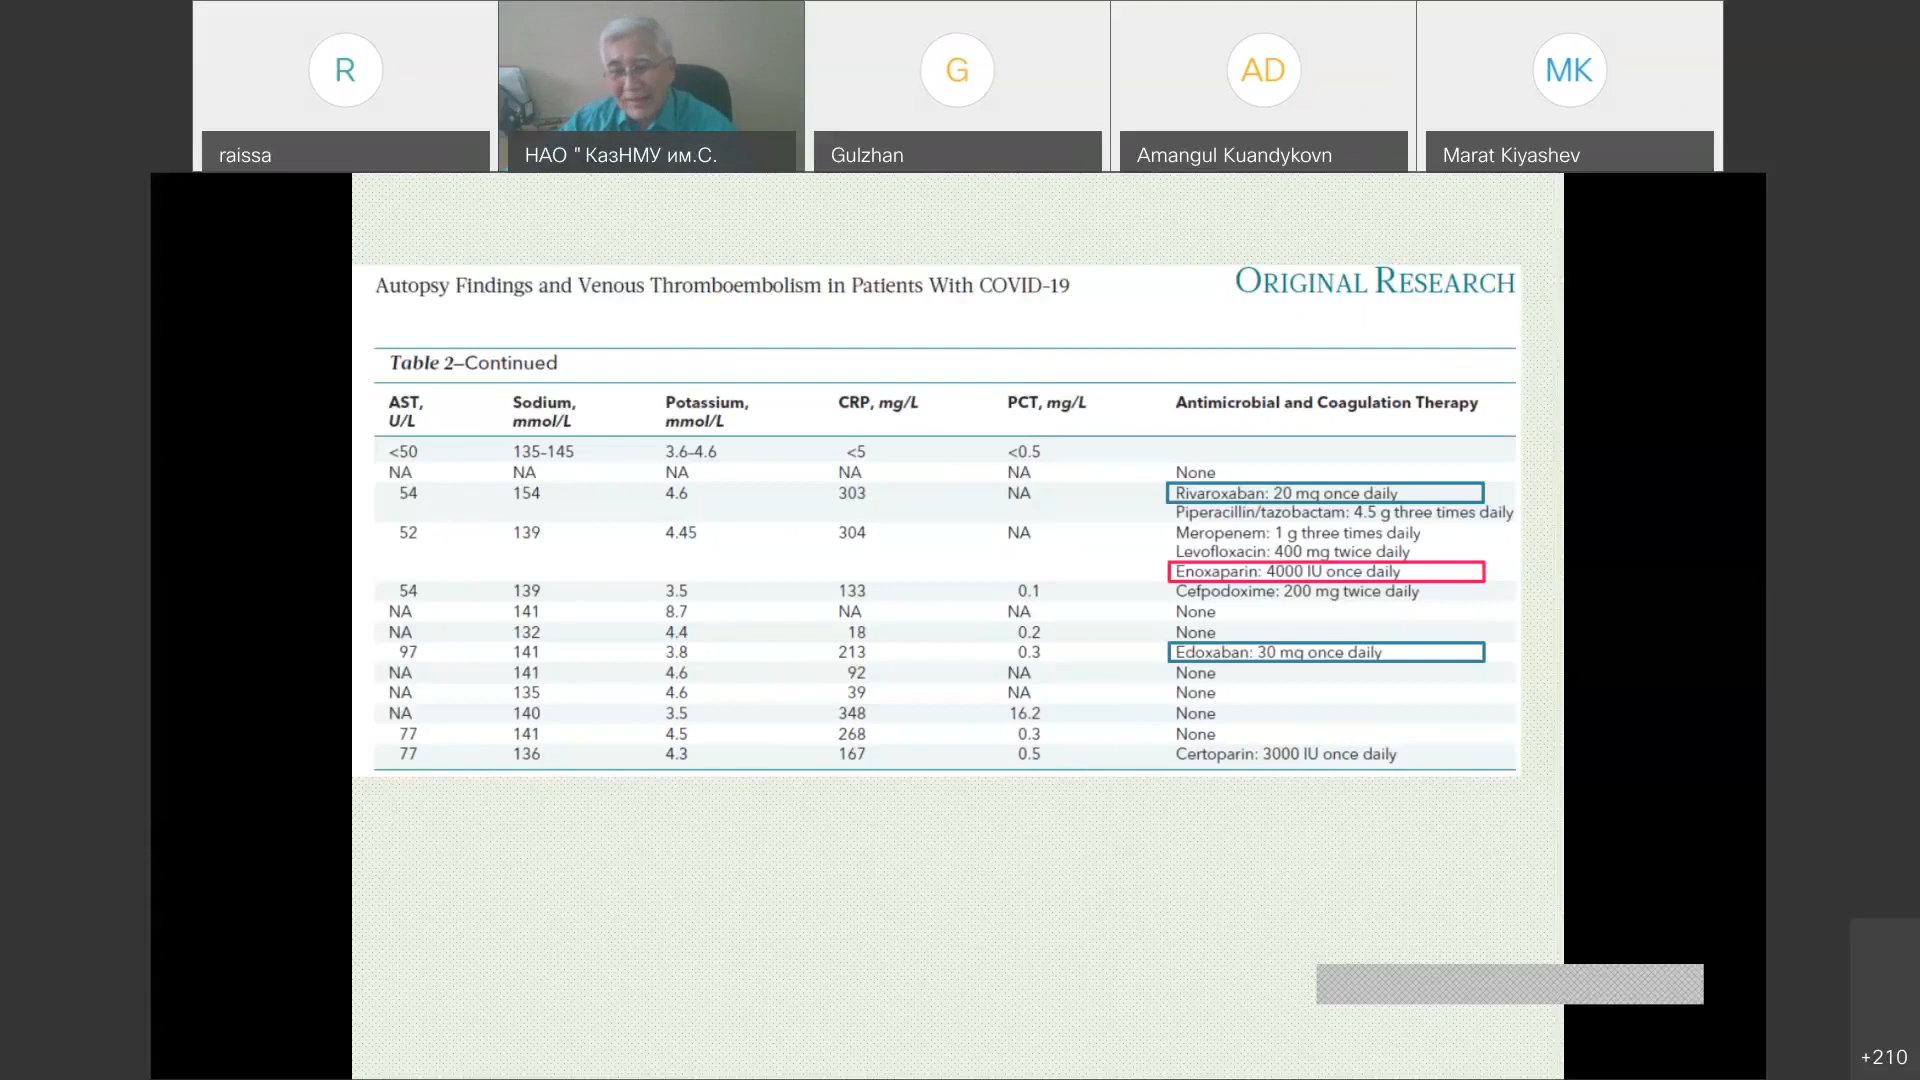 R
G
AD
MK
raissa
НАО " КазНМУ им.С.
Gulzhan
Amangul Kuandykovn
Marat Kiyashev
Autopsy Findings and Venous Thromboembolism in Patients With COVID-19
ORIGINAL RESEARCH
Table 2–Continued
AST, U/L Sodium, mmol/L Potassium, mmol/L CRP, mg/L PCT, mg/L Antimicrobial and Coagulation Therapy
<50 135-145 3.6-4.6 <5 <0.5
NA NA NA NA NA None
54 154 4.6 303 NA Rivaroxaban: 20 mg once daily
Piperacillin/tazobactam: 4.5 g three times daily
52 139 4.45 304 NA Meropenem: 1 g three times daily
Levofloxacin: 400 mg twice daily
Enoxaparin: 4000 IU once daily
54 139 3.5 133 0.1 Cefpodoxime: 200 mg twice daily
NA 141 8.7 NA NA None
NA 132 4.4 18 0.2 None
97 141 3.8 213 0.3 Edoxaban: 30 mg once daily
NA 141 4.6 92 NA None
NA 135 4.6 39 NA None
NA 140 3.5 348 16.2 None
77 141 4.5 268 0.3 None
77 136 4.3 167 0.5 Certoparin: 3000 IU once daily
+210